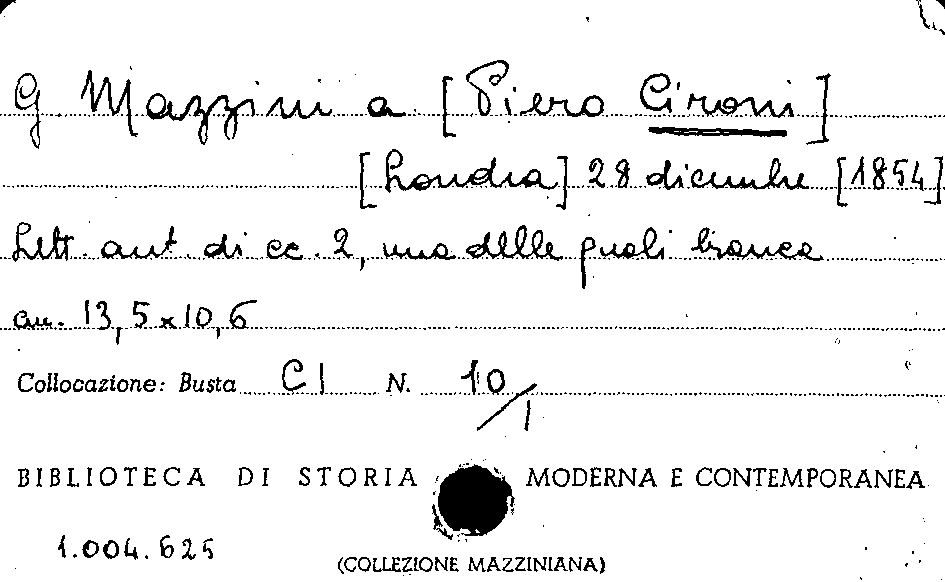 G. Mazzini a [Piero Cironi]
[Londra] 28 dicembre [1854]
Lett. aut. di cc. 2, una delle quali bianca
cm. 13,5 x 10,6
Collocazione: Busta CI N. 10/1
BIBLIOTECA DI STORIA MODERNA E CONTEMPORANEA
1.004.625
(COLLEZIONE MAZZINIANA)